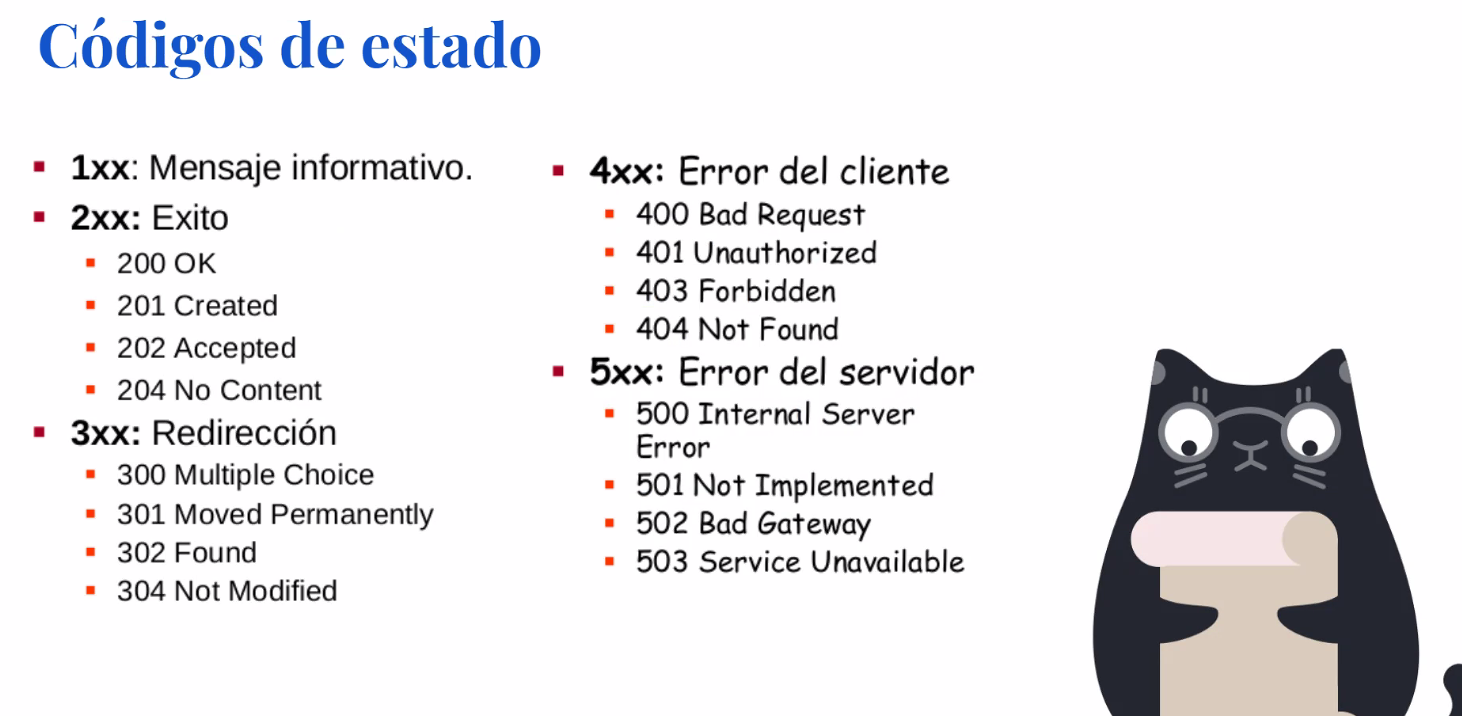 Códigos de estado
1xx: Mensaje informativo.
2xx: Exito
200 OK
201 Created
202 Accepted
204 No Content
3xx: Redirección
300 Multiple Choice
301 Moved Permanently
302 Found
304 Not Modified
4xx: Error del cliente
400 Bad Request
401 Unauthorized
403 Forbidden
404 Not Found
5xx: Error del servidor
500 Internal Server
Error
501 Not Implemented
502 Bad Gateway
503 Service Unavailable